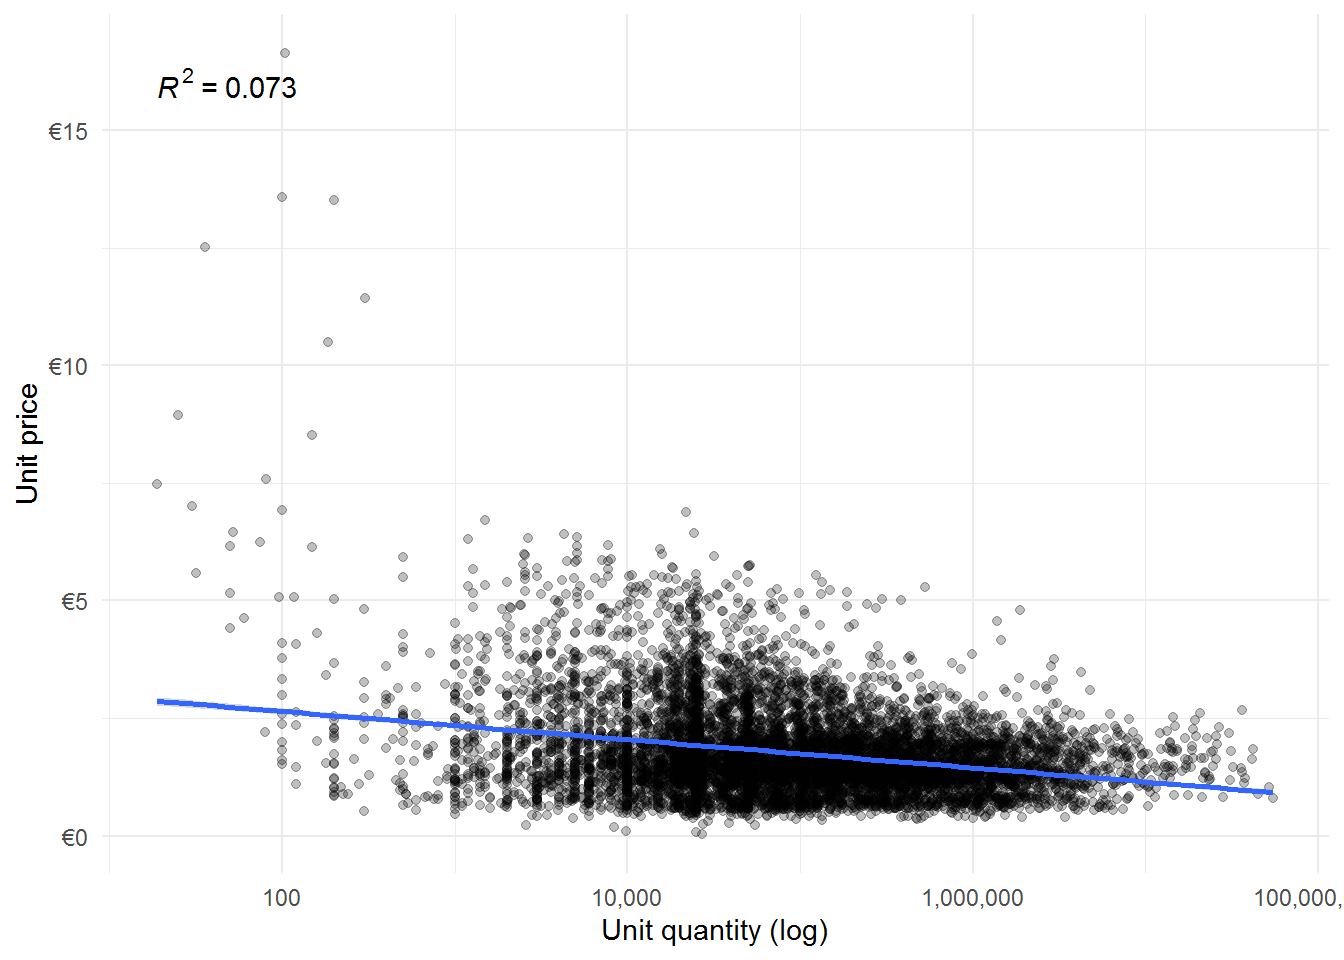 R² = 0.073
€15
€10
€5
€0
Unit price
100
10,000
1,000,000
100,000,
Unit quantity (log)